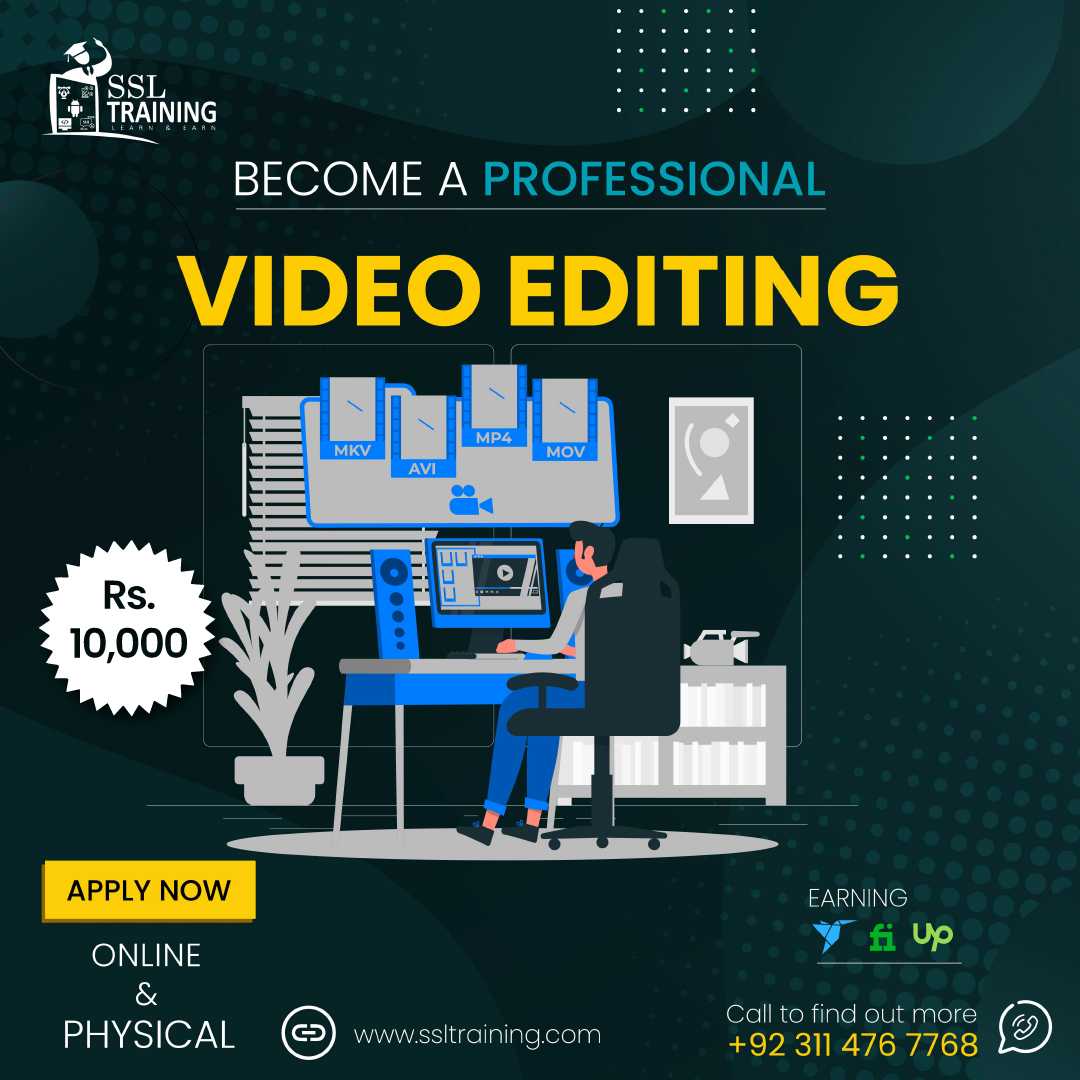 SSL
TRAINING
LEARN & EARN
BECOME A PROFESSIONAL
VIDEO EDITING
MKV
AVI
MP4
MOV
Rs.
10,000
APPLY NOW
ONLINE
&
PHYSICAL
www.ssltraining.com
EARNING
fi
Up
Call to find out more
+92 311 476 7768